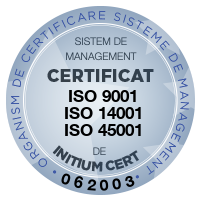 ORGANISM DE CERTIFICARE SISTEME DE MANAGEMENT
SISTEM DE
MANAGEMENT
CERTIFICAT
ISO 9001
ISO 14001
ISO 45001
DE
INITIUM CERT
• 062003 •